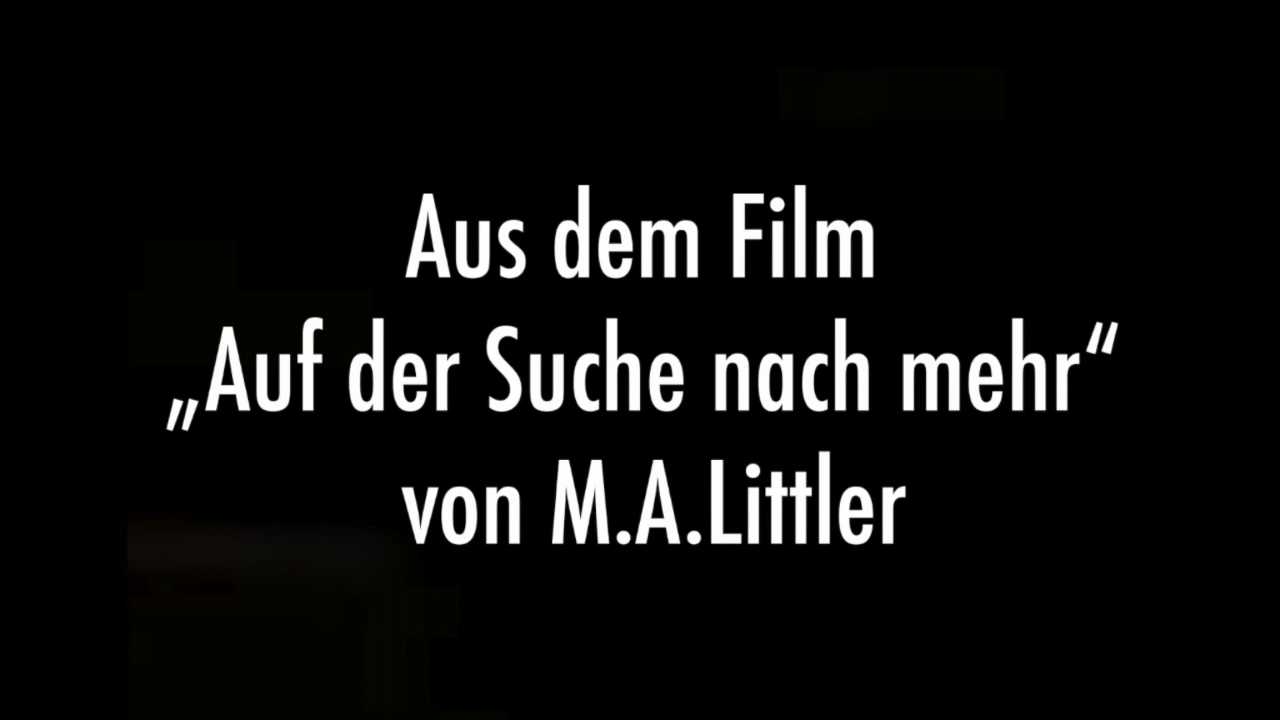 Aus dem Film
„Auf der Suche nach mehr“
von M.A.Littler